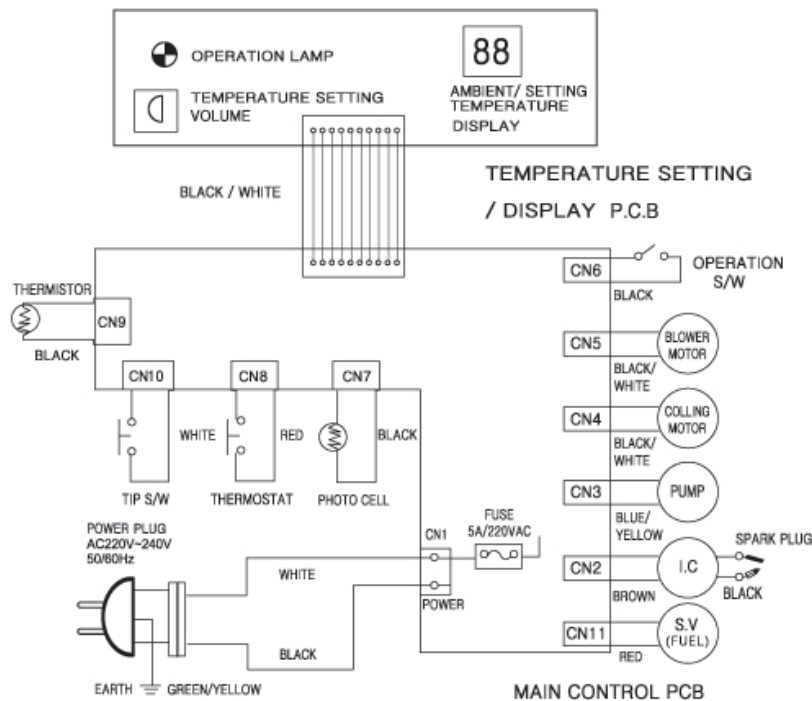 OPERATION LAMP
88
TEMPERATURE SETTING
VOLUME
AMBIENT/ SETTING
TEMPERATURE
DISPLAY
BLACK / WHITE
TEMPERATURE SETTING
/ DISPLAY P.C.B
THERMISTOR
CN9
BLACK
CN6
OPERATION
S/W
BLACK
CN5
BLOWER
MOTOR
BLACK/
WHITE
CN10
CN8
CN7
WHITE
RED
BLACK
TIP S/W
THERMOSTAT
PHOTO CELL
CN4
COLLING
MOTOR
BLACK/
WHITE
CN3
PUMP
BLUE/
YELLOW
POWER PLUG
AC220V~240V
50/60Hz
WHITE
CN1
FUSE
5A/220VAC
POWER
BLACK
EARTH
GREEN/YELLOW
CN2
I.C
SPARK PLUG
BROWN
BLACK
CN11
S.V
(FUEL)
RED
MAIN CONTROL PCB